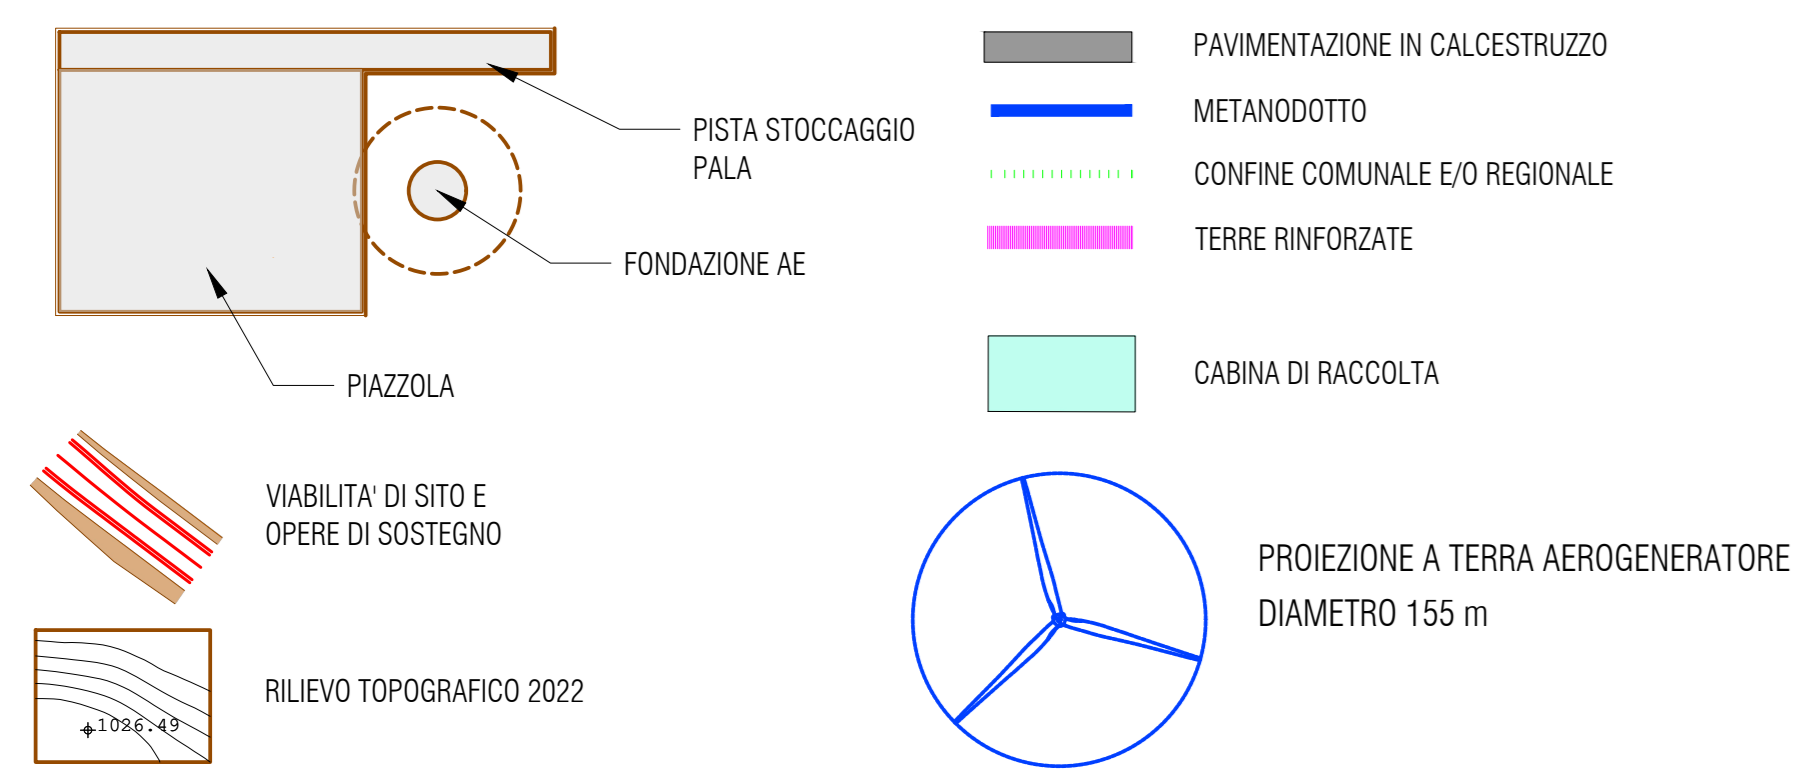 PISTA STOCCAGGIO
PALA
FONDAZIONE AE
PIAZZOLA
VIABILITA' DI SITO E
OPERE DI SOSTEGNO
1026.49
RILIEVO TOPOGRAFICO 2022
PAVIMENTAZIONE IN CALCESTRUZZO
METANODOTTO
CONFINE COMUNALE E/O REGIONALE
TERRE RINFORZATE
CABINA DI RACCOLTA
PROIEZIONE A TERRA AEROGENERATORE
DIAMETRO 155 m